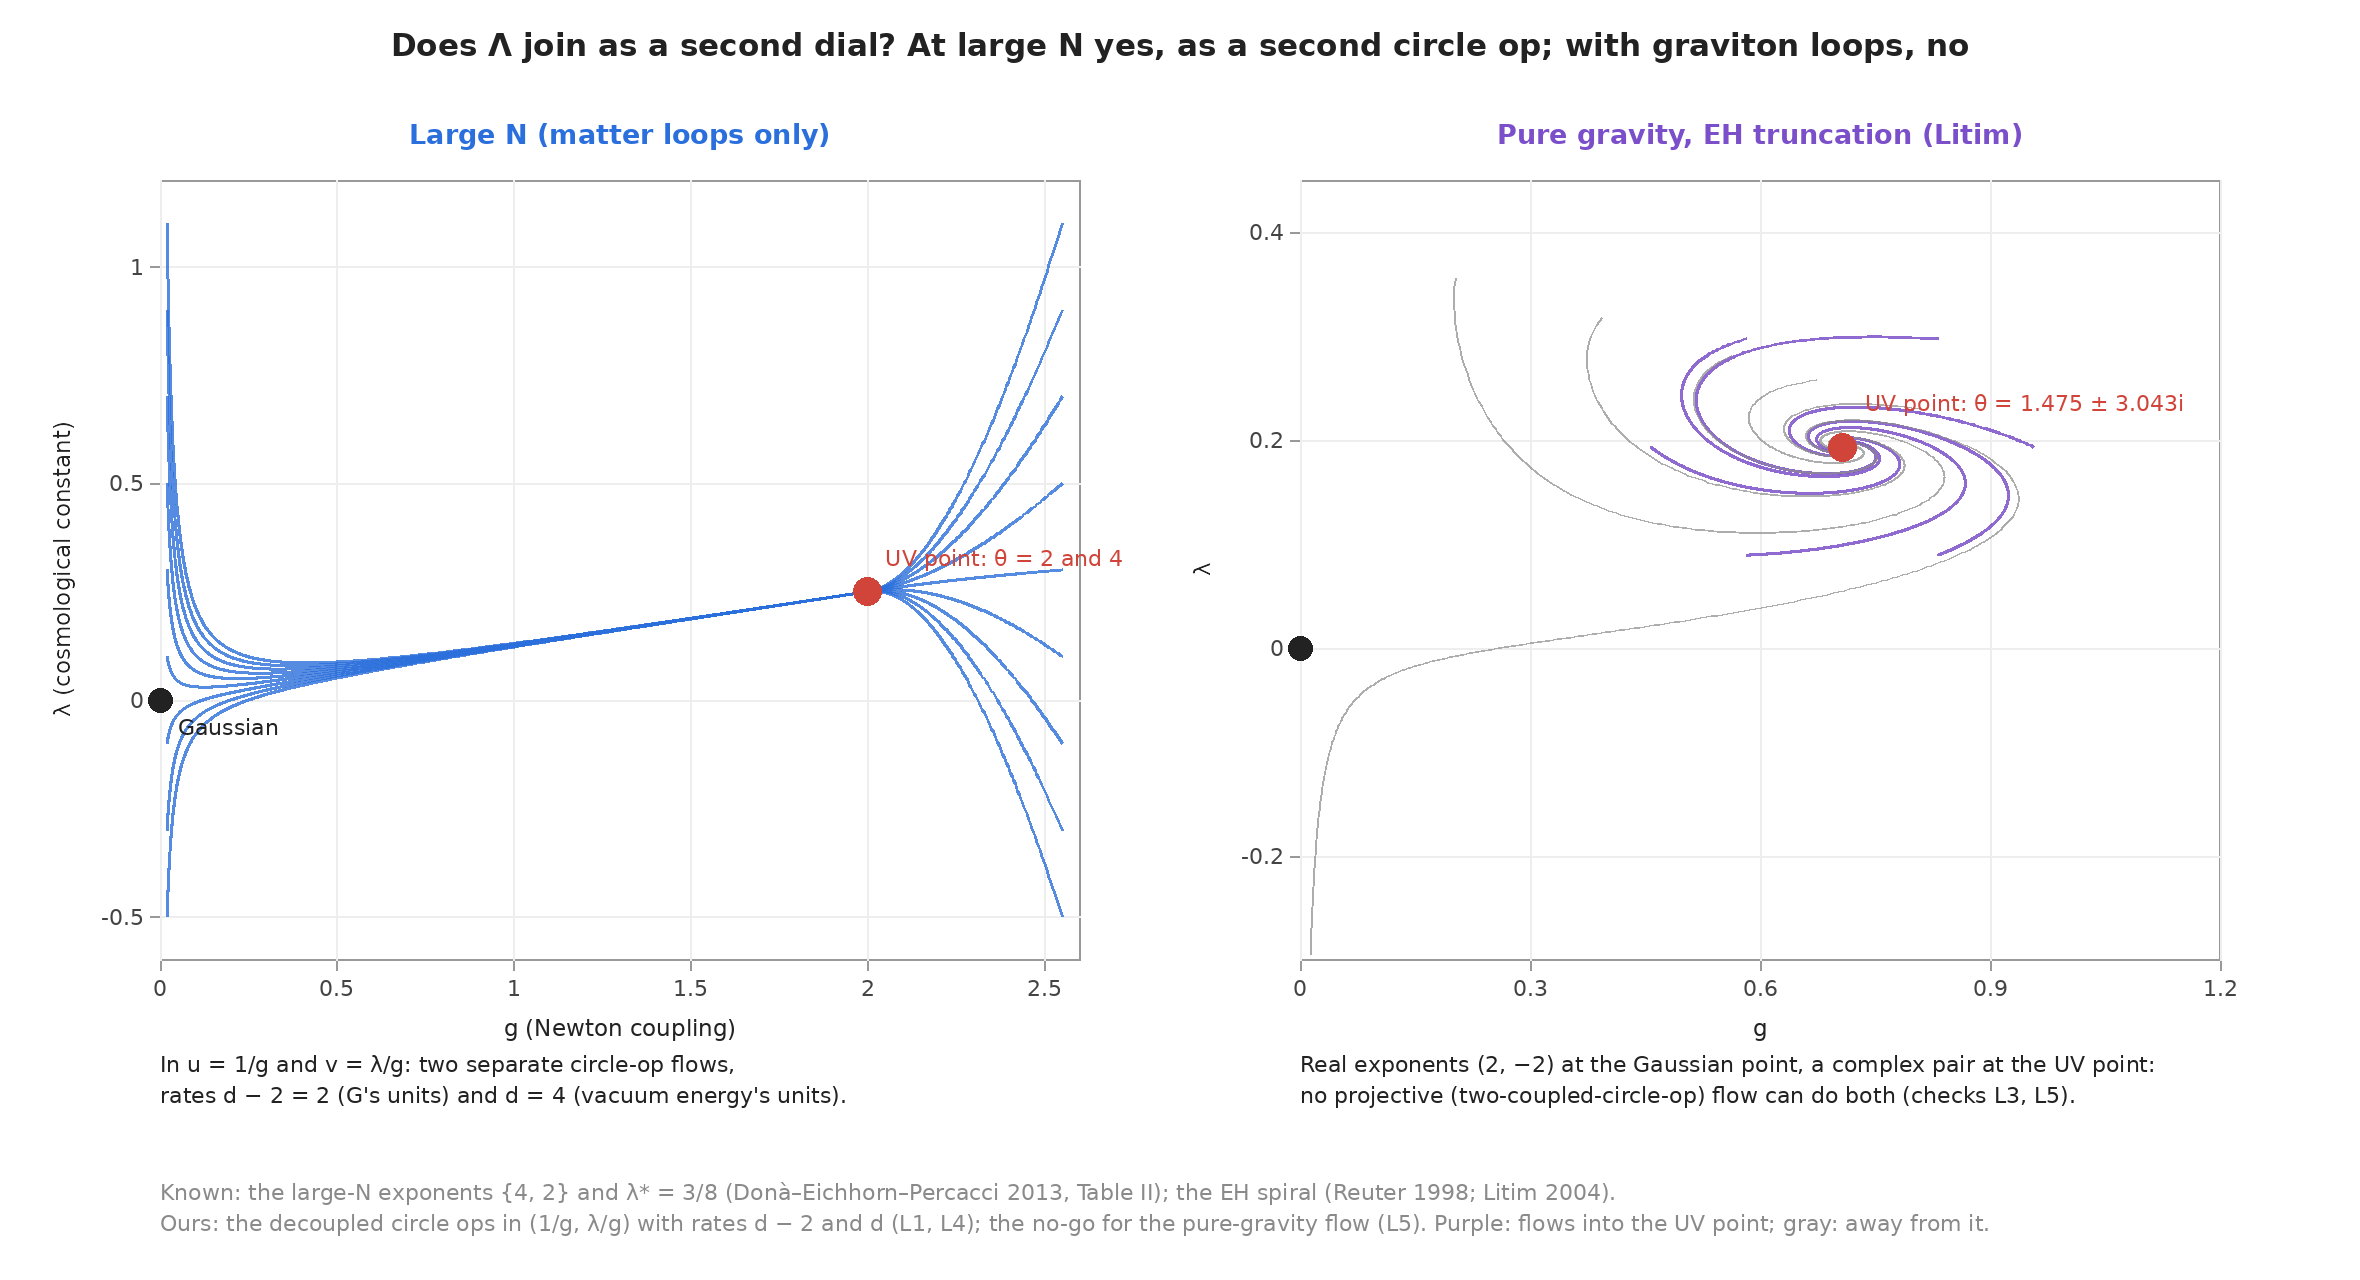 Does Λ join as a second dial? At large N yes, as a second circle op; with graviton loops, no
Large N (matter loops only)
λ (cosmological constant)
1
0.5
0
-0.5
UV point: θ = 2 and 4
Gaussian
0
0.5
1
1.5
2
2.5
g (Newton coupling)
In u = 1/g and v = λ/g: two separate circle-op flows,
rates d − 2 = 2 (G's units) and d = 4 (vacuum energy's units).
Pure gravity, EH truncation (Litim)
λ
0.4
0.2
0
-0.2
UV point: θ = 1.475 ± 3.043i
0
0.3
0.6
0.9
1.2
g
Real exponents (2, −2) at the Gaussian point, a complex pair at the UV point:
no projective (two-coupled-circle-op) flow can do both (checks L3, L5).
Known: the large-N exponents {4, 2} and λ* = 3/8 (Donà–Eichhorn–Percacci 2013, Table II); the EH spiral (Reuter 1998; Litim 2004).
Ours: the decoupled circle ops in (1/g, λ/g) with rates d − 2 and d (L1, L4); the no-go for the pure-gravity flow (L5). Purple: flows into the UV point; gray: away from it.